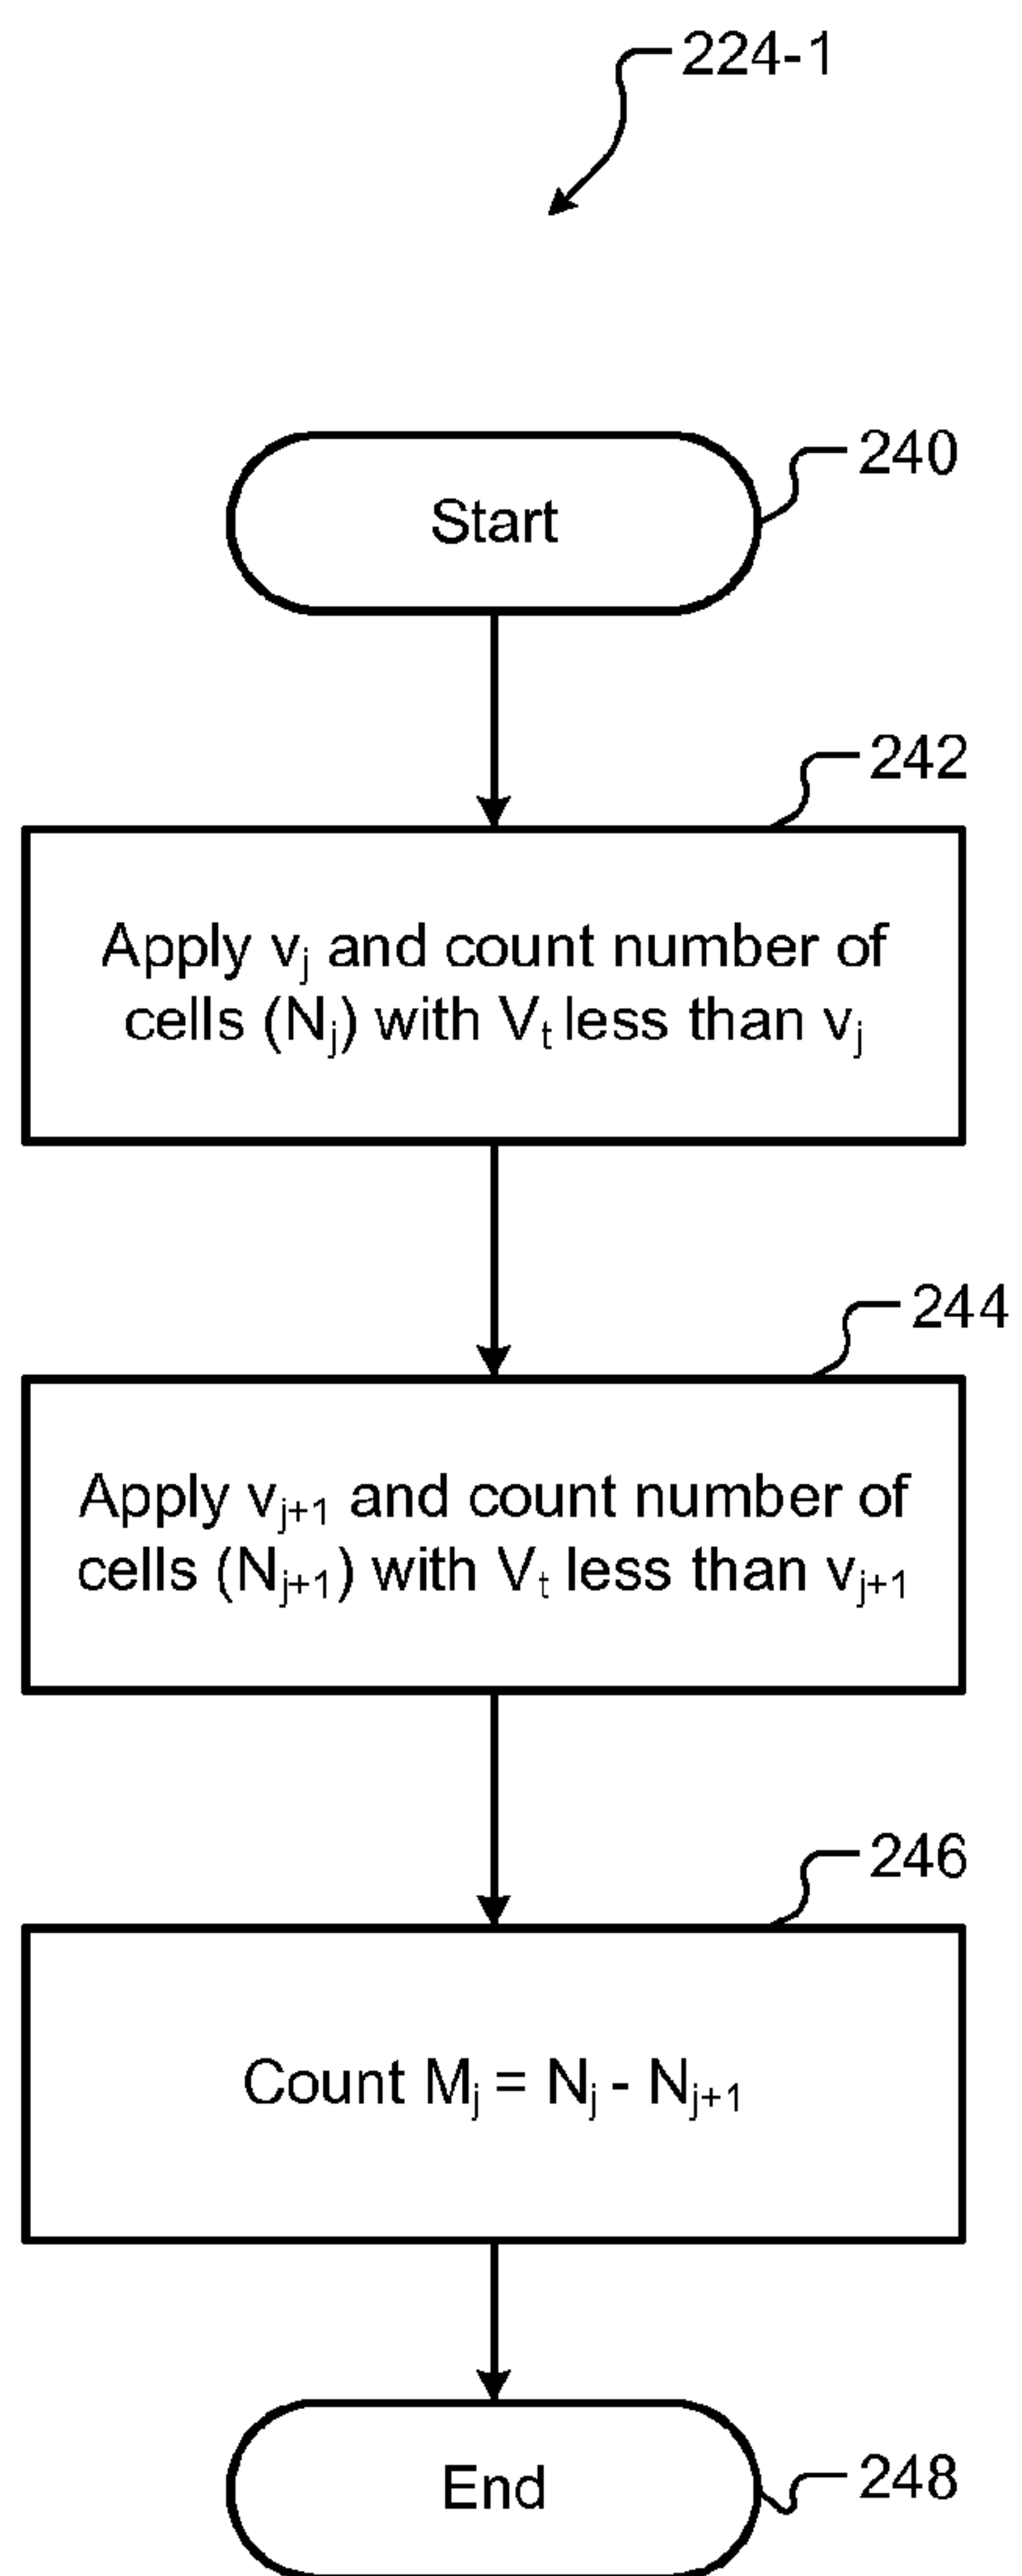 224-1
240
Start
242
Apply vj and count number of
cells (Nj) with Vt less than vj
244
Apply vj+1 and count number of
cells (Nj+1) with Vt less than vj+1
246
Count Mj = Nj - Nj+1
End
248